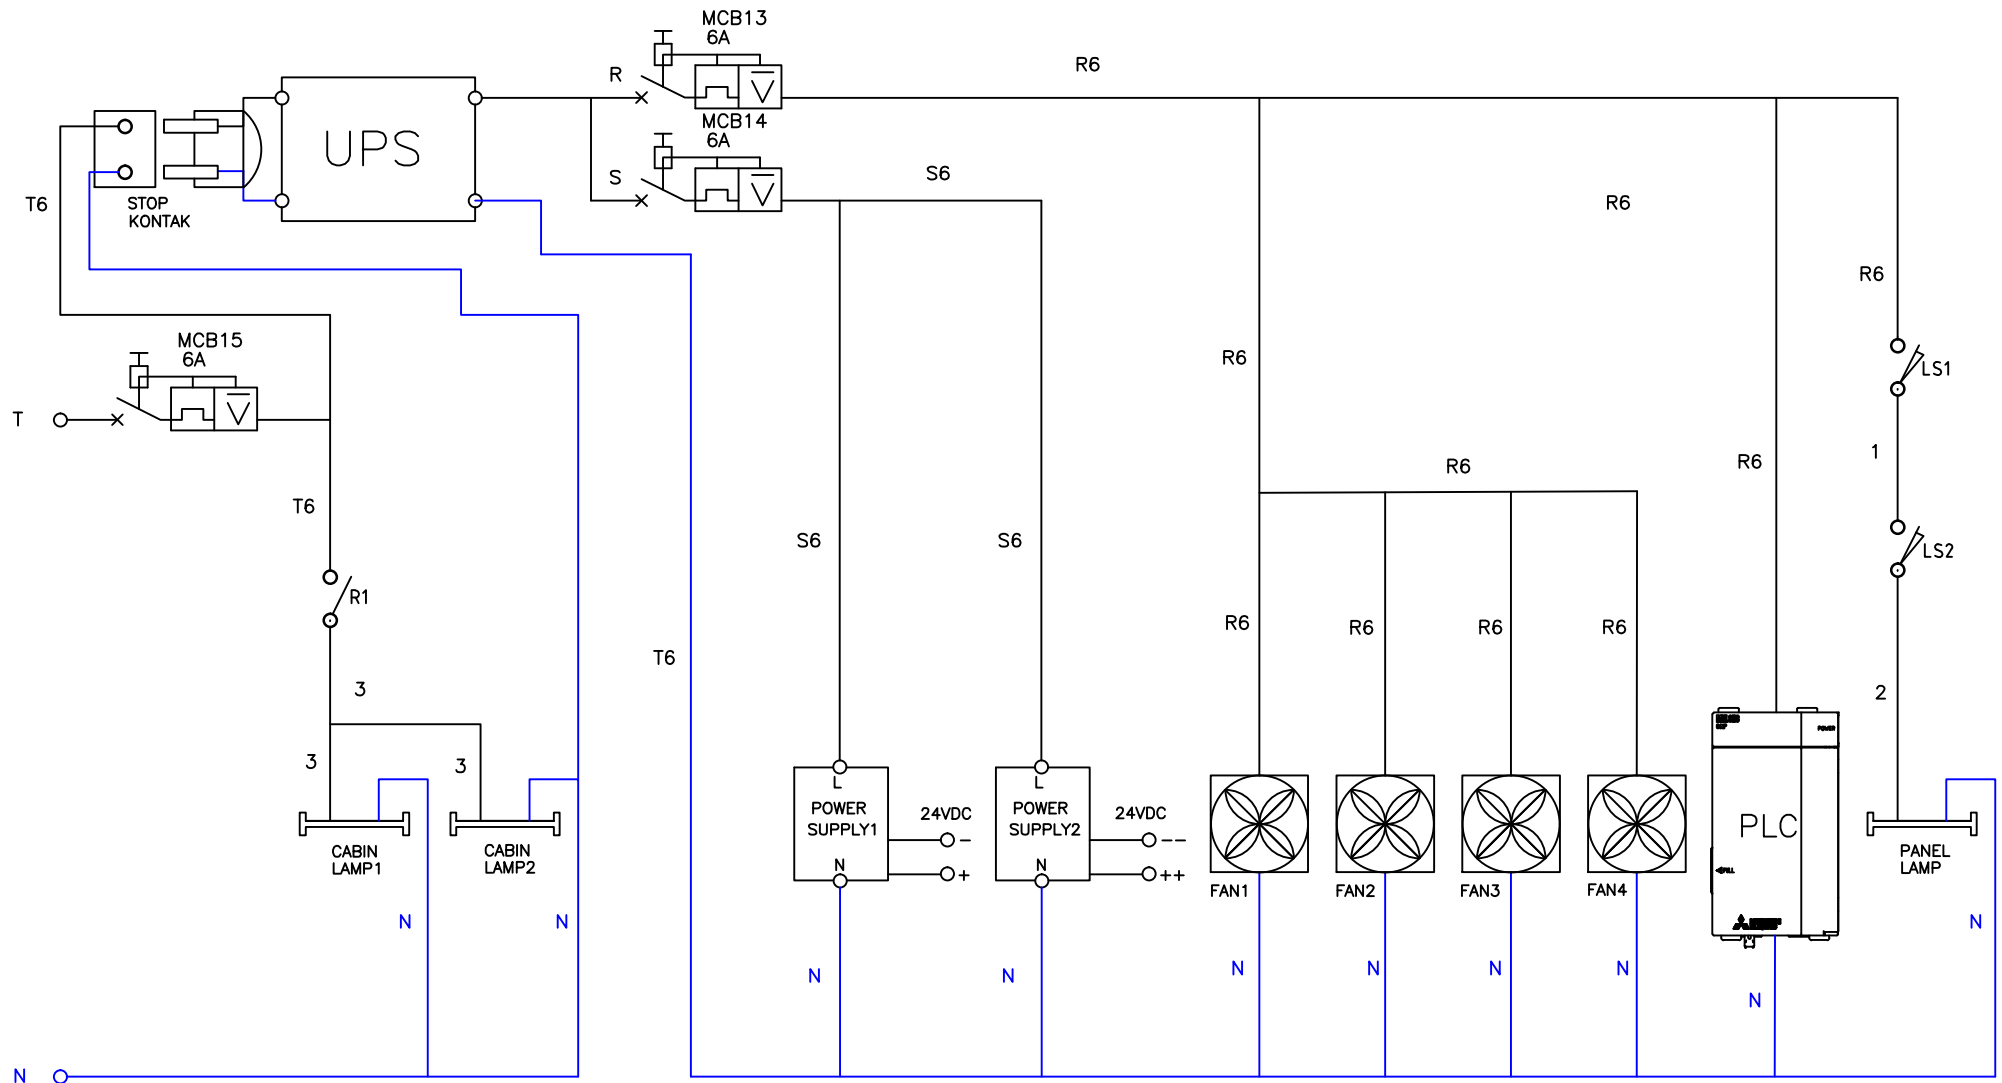 MCB13
6A
R
R6
UPS
MCB14
6A
S
S6
T6
STOP
KONTAK
R6
R6
MCB15
6A
T
R6
LS1
1
R6
R6
T6
S6
S6
LS2
R1
R6
R6
R6
R6
T6
3
2
3
3
POWER
L
POWER
SUPPLY1
N
24VDC
-
+
L
POWER
SUPPLY2
N
24VDC
--
++
PLC
CABIN
LAMP1
CABIN
LAMP2
FAN1
FAN2
FAN3
FAN4
PANEL
LAMP
N
N
N
N
N
N
N
N
N
N
N